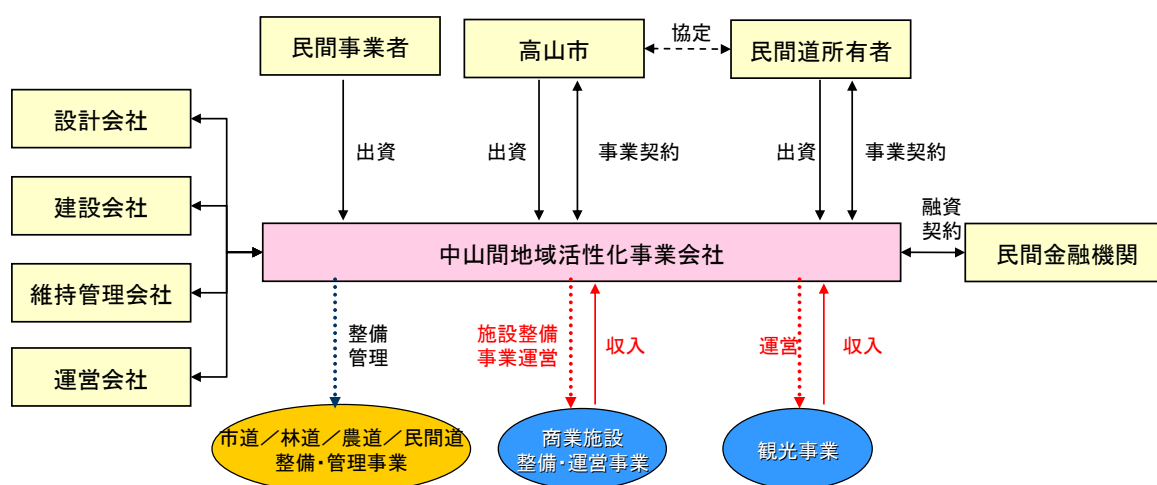 民間事業者
高山市
協定
民間道所有者
設計会社
建設会社
維持管理会社
運営会社
出資
出資
事業契約
出資
事業契約
融資
契約
中山間地域活性化事業会社
民間金融機関
整備
管理
施設整備
事業運営
収入
運営
収入
市道／林道／農道／民間道
整備・管理事業
商業施設
整備・運営事業
観光事業